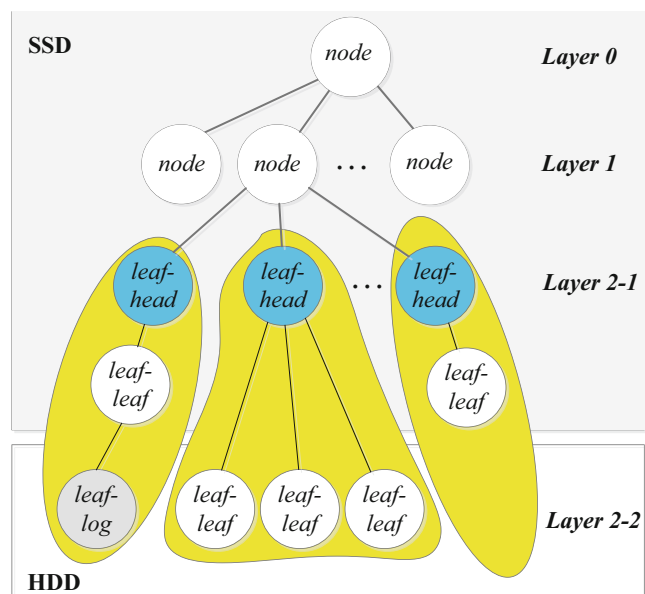 SSD
node
Layer 0
node
node
...
node
Layer 1
leaf-
head
leaf-
head
...
leaf-
head
Layer 2-1
leaf-
leaf
leaf-
leaf
leaf-
log
leaf-
leaf
leaf-
leaf
leaf-
leaf
Layer 2-2
HDD